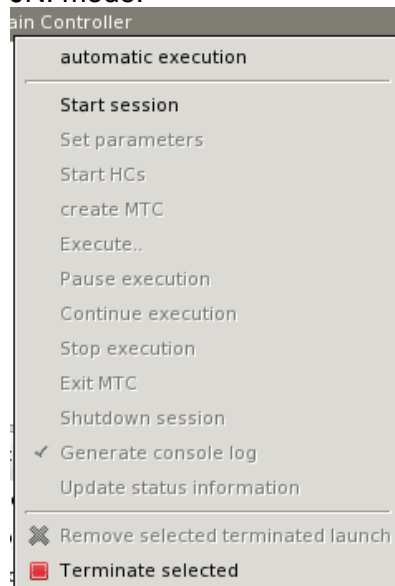 ain Controller
automatic execution
Start session
Set parameters
Start HCs
create MTC
Execute..
Pause execution
Continue execution
Stop execution
Exit MTC
Shutdown session
Generate console log
Update status information
Remove selected terminated launch
Terminate selected